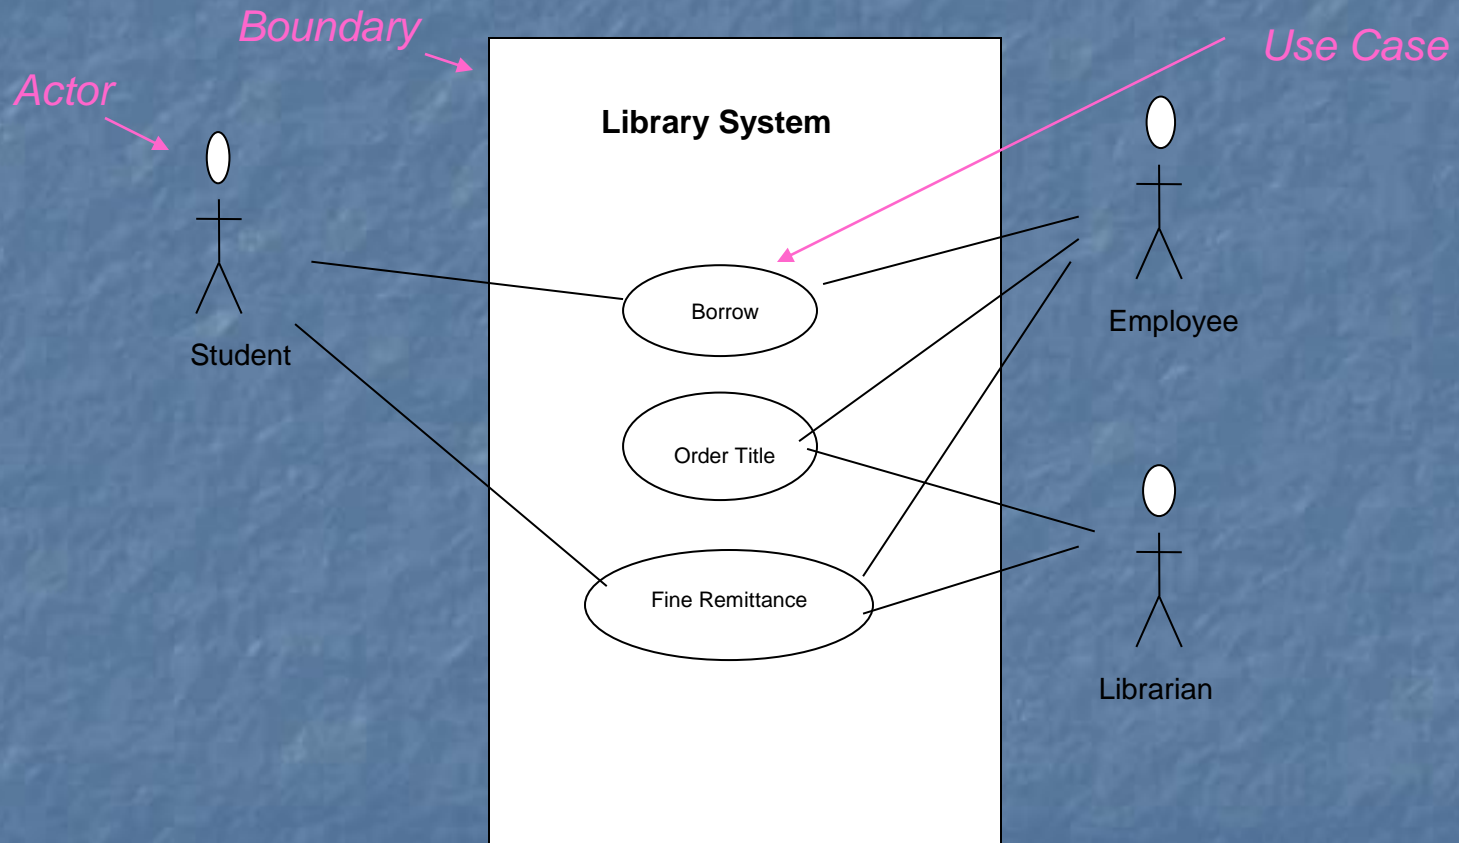 Boundary
Use Case
Actor
Library System
Borrow
Employee
Student
Order Title
Fine Remittance
Librarian